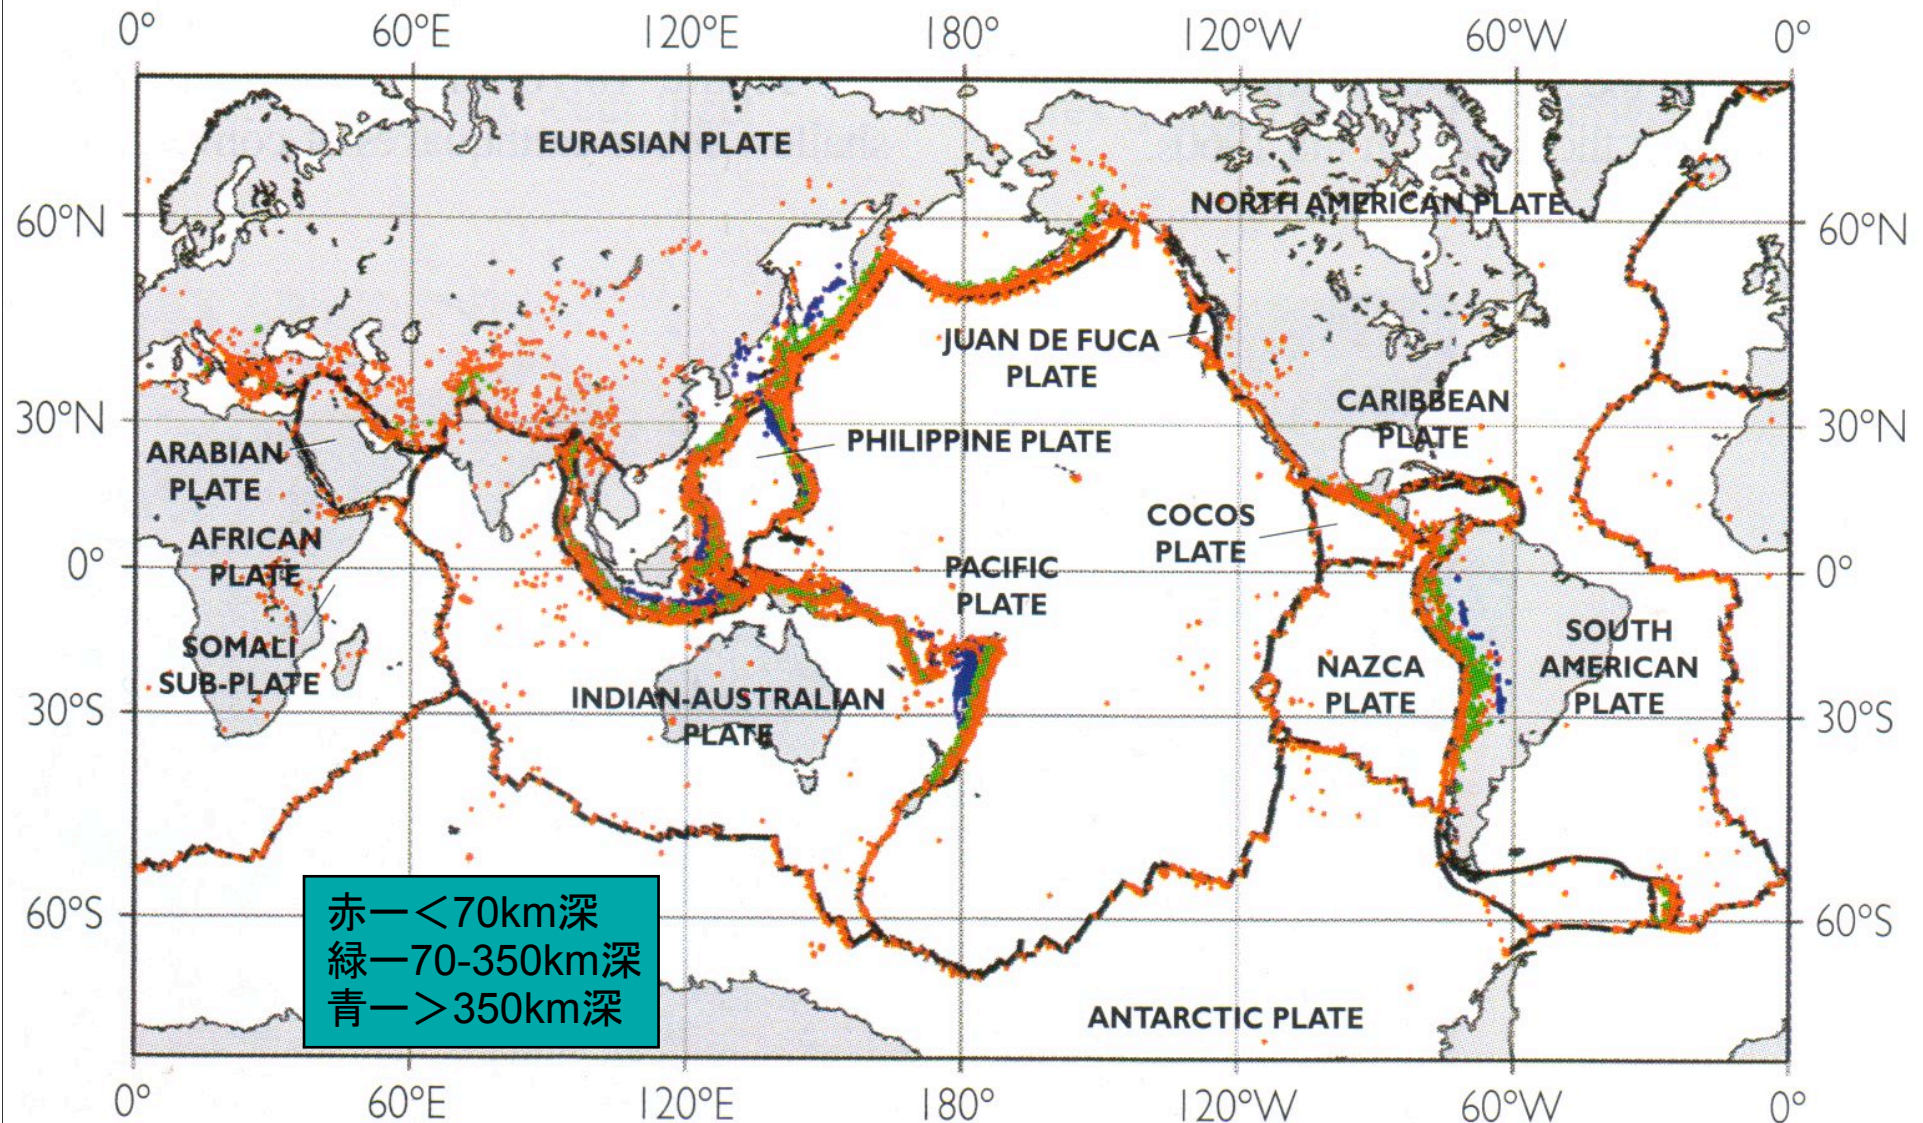 0°
60°E
120°E
180°
120°W
60°W
0°
EURASIAN PLATE
NORTH AMERICAN PLATE
60°N
60°N
JUAN DE FUCA
PLATE
CARIBBEAN
PLATE
30°N
30°N
ARABIAN
PLATE
PHILIPPINE PLATE
COCOS
PLATE
AFRICAN
PLATE
0°
0°
PACIFIC
PLATE
SOMALI
SUB-PLATE
SOUTH
AMERICAN
PLATE
NAZCA
PLATE
INDIAN-AUSTRALIAN
PLATE
30°S
30°S
60°S
60°S
赤ー＜70km深
緑ー70-350km深
青ー＞350km深
ANTARCTIC PLATE
0°
60°E
120°E
180°
120°W
60°W
0°